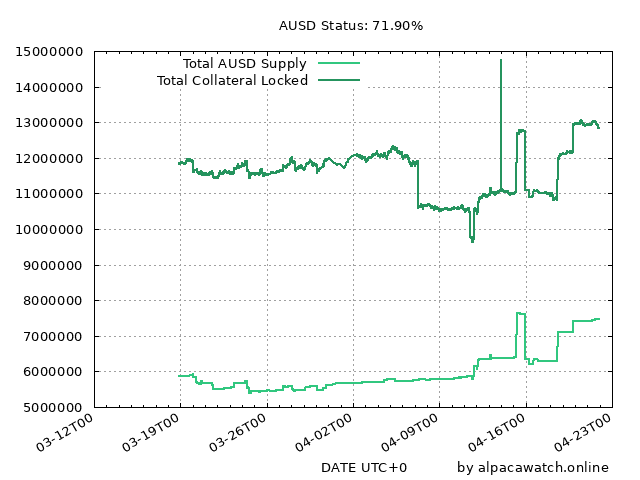 AUSD Status: 71.90%
15000000
14000000
13000000
12000000
11000000
10000000
9000000
8000000
7000000
6000000
5000000
Total AUSD Supply
Total Collateral Locked
03-12T00
03-19T00
03-26T00
04-02T00
04-09T00
04-16T00
04-23T00
DATE UTC+0
by alpacawatch.online